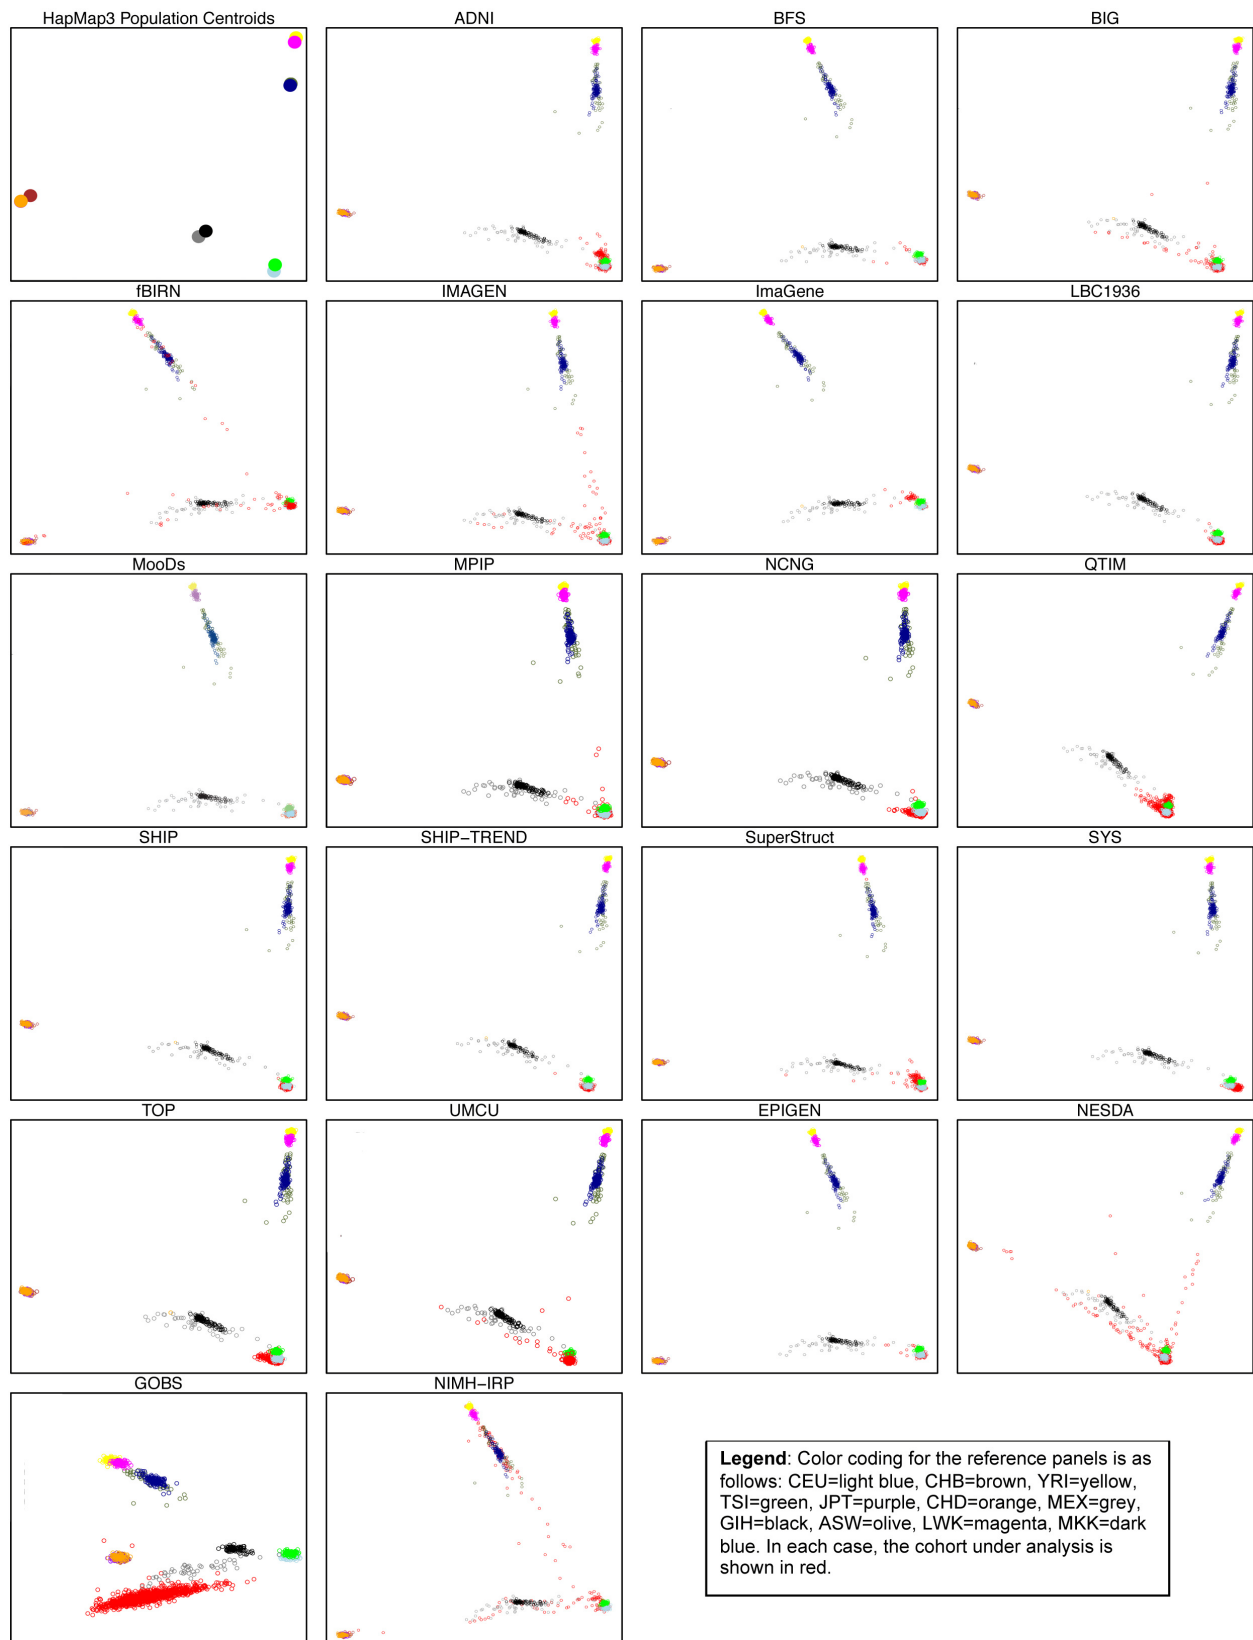 HapMap3 Population Centroids
ADNI
BFS
BIG
fBIRN
IMAGEN
ImaGene
LBC1936
MooDs
MPIP
NCNG
QTIM
SHIP
SHIP-TREND
SuperStruct
SYS
TOP
UMCU
EPIGEN
NESDA
GOBS
NIMH-IRP
Legend: Color coding for the reference panels is as
follows: CEU=light blue, CHB=brown, YRI=yellow,
TSI=green, JPT=purple, CHD=orange, MEX=grey,
GIH=black, ASW=olive, LWK=magenta, MKK=dark
blue. In each case, the cohort under analysis is
shown in red.